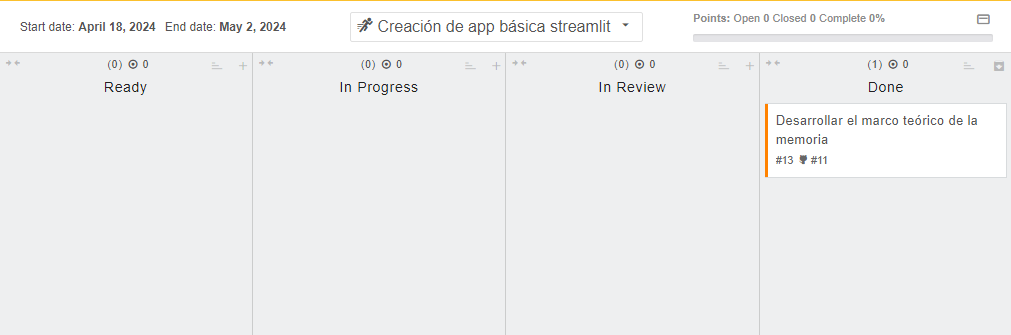 Start date: April 18, 2024 End date: May 2, 2024
Creación de app básica streamlit
Points: Open 0 Closed 0 Complete 0%
(0) 0
Ready
(0) 0
In Progress
(0) 0
In Review
(1) 0
Done
Desarrollar el marco teórico de la
memoria
#13 #11